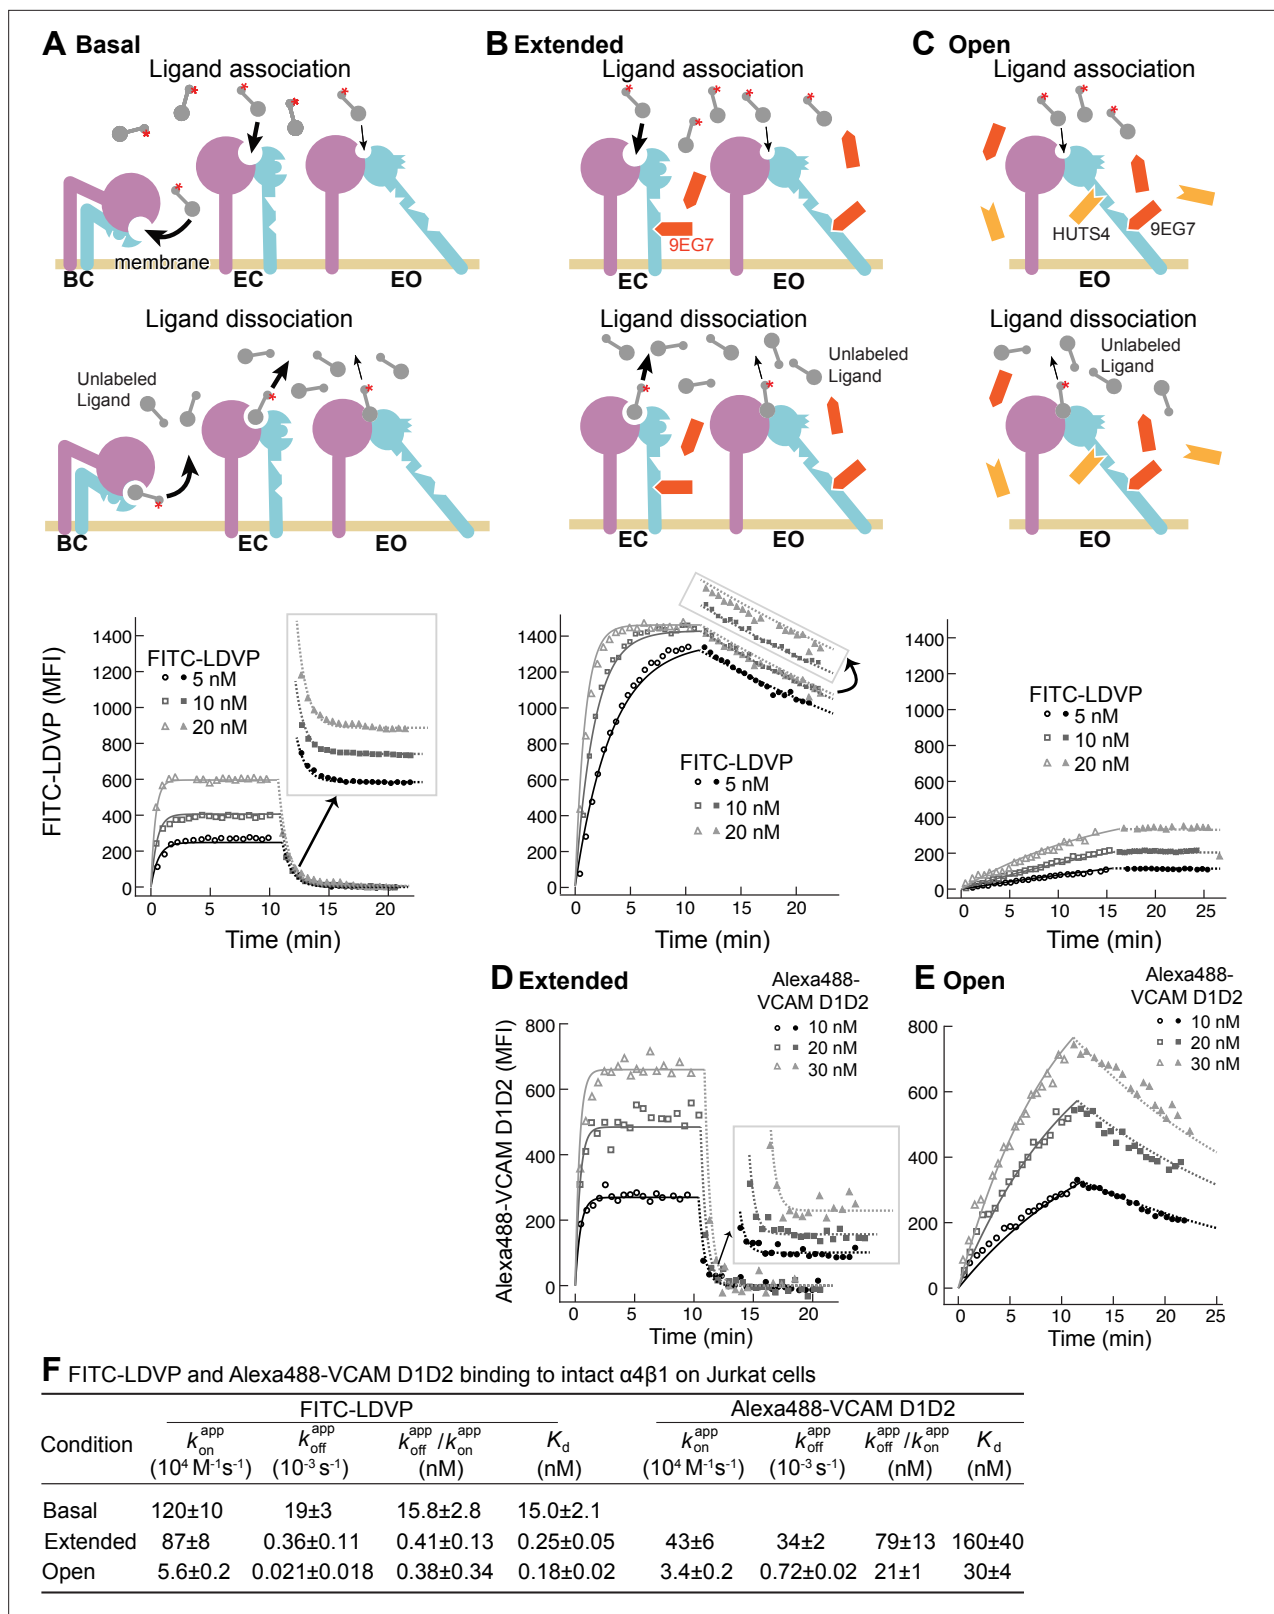 A Basal
Ligand association
membrane
BC
EC
EO
Ligand dissociation
Unlabeled
Ligand
BC
EC
EO
B Extended
Ligand association
9EG7
EC
EO
Ligand dissociation
Unlabeled
Ligand
EC
EO
C Open
Ligand association
HUTS4
9EG7
EO
Ligand dissociation
Unlabeled
Ligand
EO
FITC-LDVP (MFI)
1400
1200
1000
800
600
400
200
0
FITC-LDVP
5 nM
10 nM
20 nM
0 5 10 15 20
Time (min)
1400
1200
1000
800
600
400
200
0
FITC-LDVP
5 nM
10 nM
20 nM
0 5 10 15 20
Time (min)
1400
1200
1000
800
600
400
200
0
FITC-LDVP
5 nM
10 nM
20 nM
0 5 10 15 20 25
Time (min)
D Extended
Alexa488-
VCAM D1D2
10 nM
20 nM
30 nM
Alexa488-VCAM D1D2 (MFI)
800
600
400
200
0
0 5 10 15 20
Time (min)
E Open
Alexa488-
VCAM D1D2
10 nM
20 nM
30 nM
800
600
400
200
0
0 5 10 15 20 25
Time (min)
F FITC-LDVP and Alexa488-VCAM D1D2 binding to intact α4β1 on Jurkat cells
FITC-LDVP Alexa488-VCAM D1D2
Condition k_on^app k_off^app k_off^app/k_on^app K_d k_on^app k_off^app k_off^app/k_on^app K_d
(10⁴ M⁻¹s⁻¹) (10⁻³ s⁻¹) (nM) (nM) (10⁴ M⁻¹s⁻¹) (10⁻³ s⁻¹) (nM) (nM)
Basal 120±10 19±3 15.8±2.8 15.0±2.1
Extended 87±8 0.36±0.11 0.41±0.13 0.25±0.05 43±6 34±2 79±13 160±40
Open 5.6±0.2 0.021±0.018 0.38±0.34 0.18±0.02 3.4±0.2 0.72±0.02 21±1 30±4